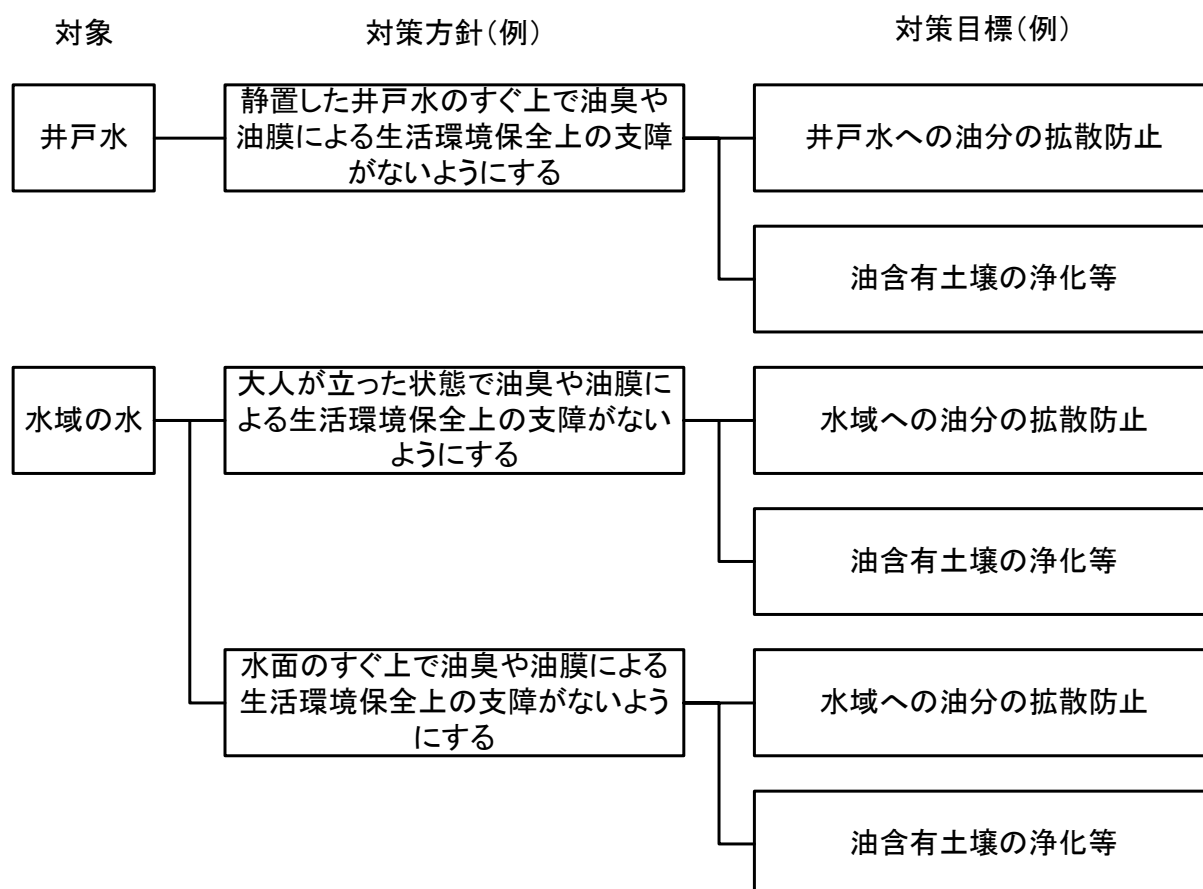 対象
対策方針(例)
対策目標(例)
井戸水
静置した井戸水のすぐ上で油臭や
油膜による生活環境保全上の支障
がないようにする
井戸水への油分の拡散防止
油含有土壌の浄化等
水域の水
大人が立った状態で油臭や油膜に
よる生活環境保全上の支障がない
ようにする
水域への油分の拡散防止
油含有土壌の浄化等
水面のすぐ上で油臭や油膜による
生活環境保全上の支障がないよう
にする
水域への油分の拡散防止
油含有土壌の浄化等